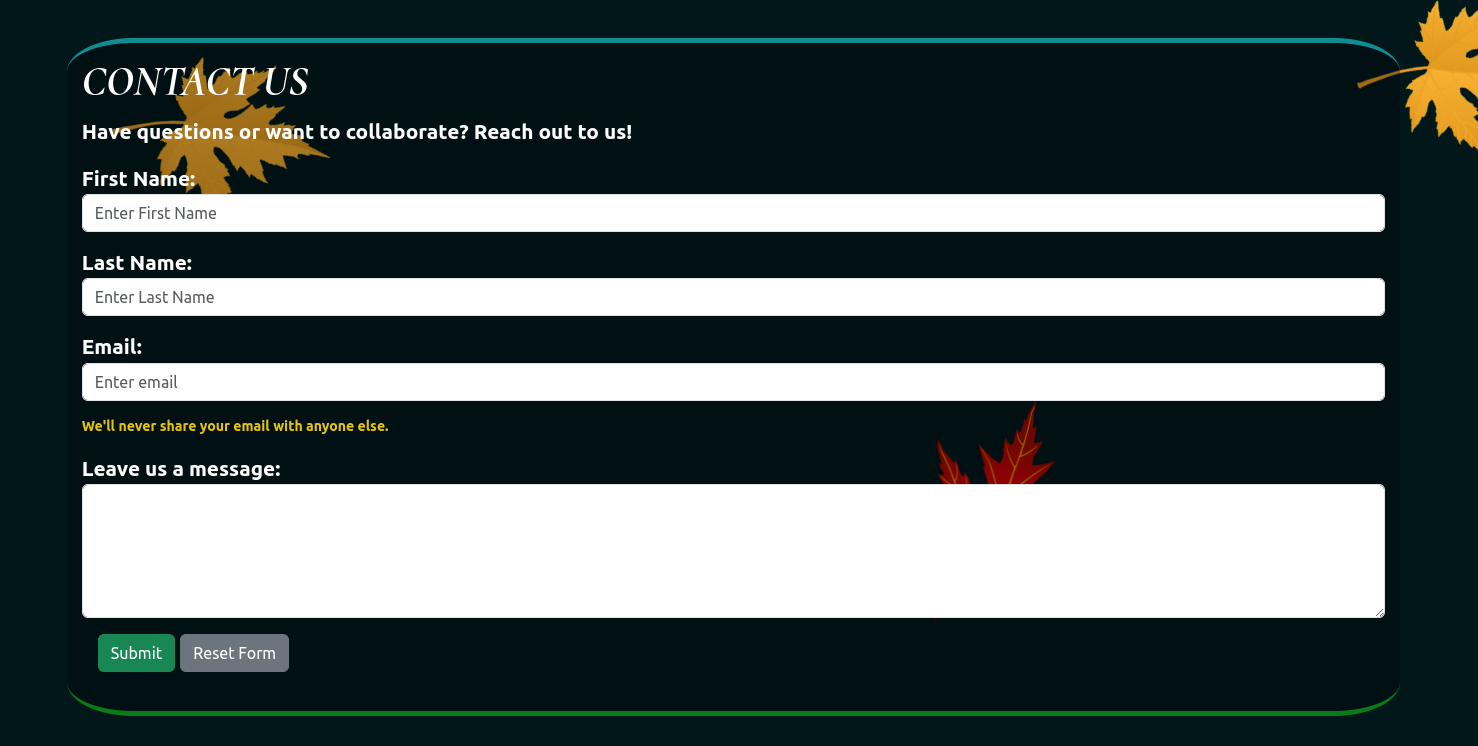 CONTACT US
Have questions or want to collaborate? Reach out to us!
First Name:
Enter First Name
Last Name:
Enter Last Name
Email:
Enter email
We'll never share your email with anyone else.
Leave us a message:
Submit Reset Form